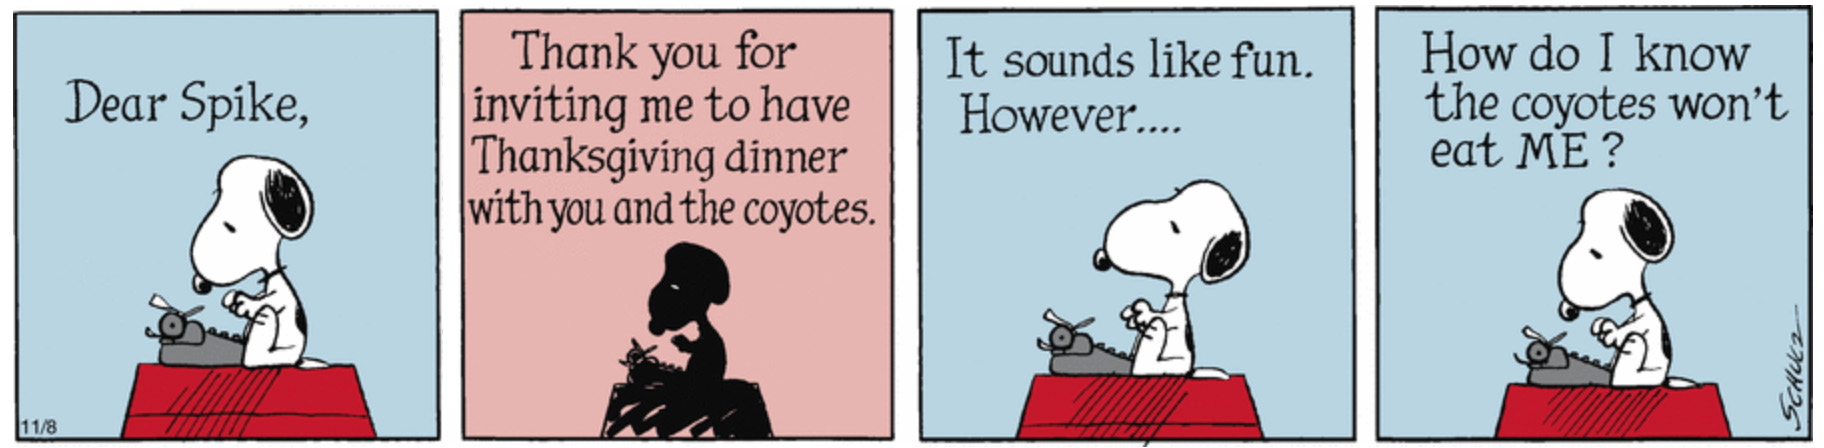 Dear Spike,
11/8
Thank you for
inviting me to have
Thanksgiving dinner
with you and the coyotes.
It sounds like fun.
However....
How do I know
the coyotes won't
eat ME?
SCHULZ